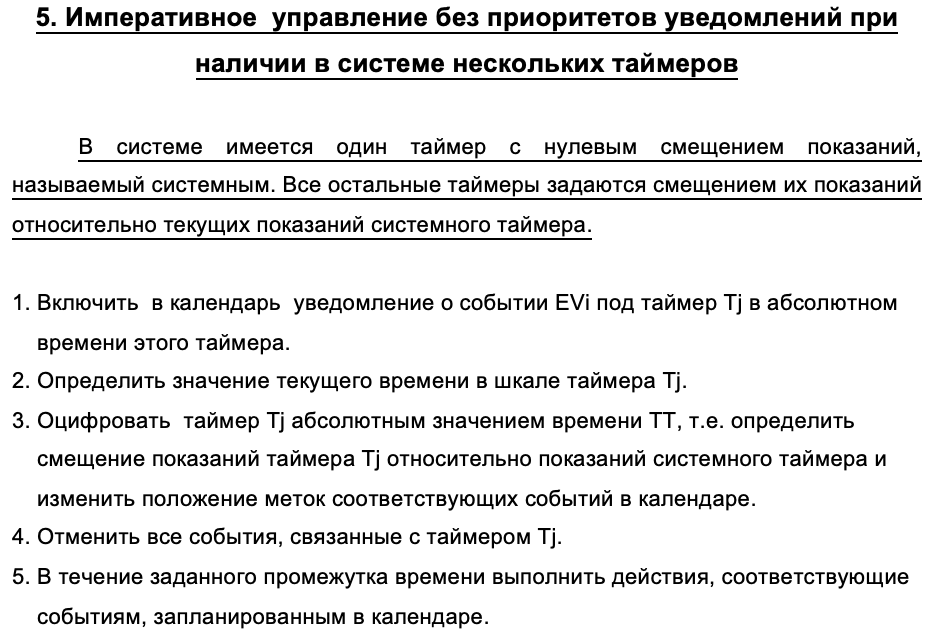 5. Императивное управление без приоритетов уведомлений при
наличии в системе нескольких таймеров
В системе имеется один таймер с нулевым смещением показаний,
называемый системным. Все остальные таймеры задаются смещением их показаний
относительно текущих показаний системного таймера.
1. Включить в календарь уведомление о событии EVi под таймер Tj в абсолютном
времени этого таймера.
2. Определить значение текущего времени в шкале таймера Tj.
3. Оцифровать таймер Tj абсолютным значением времени TT, т.е. определить
смещение показаний таймера Tj относительно показаний системного таймера и
изменить положение меток соответствующих событий в календаре.
4. Отменить все события, связанные с таймером Tj.
5. В течение заданного промежутка времени выполнить действия, соответствующие
событиям, запланированным в календаре.